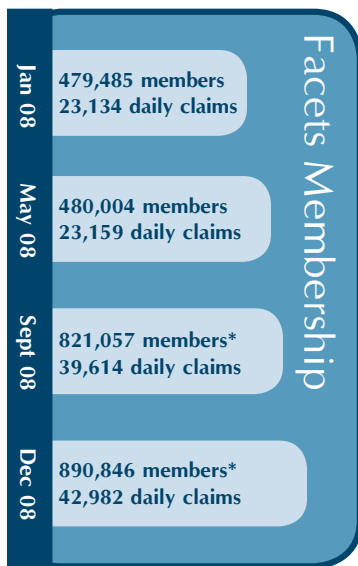 Facets Membership
Jan 08
479,485 members
23,134 daily claims
May 08
480,004 members
23,159 daily claims
Sept 08
821,057 members*
39,614 daily claims
Dec 08
890,846 members*
42,982 daily claims